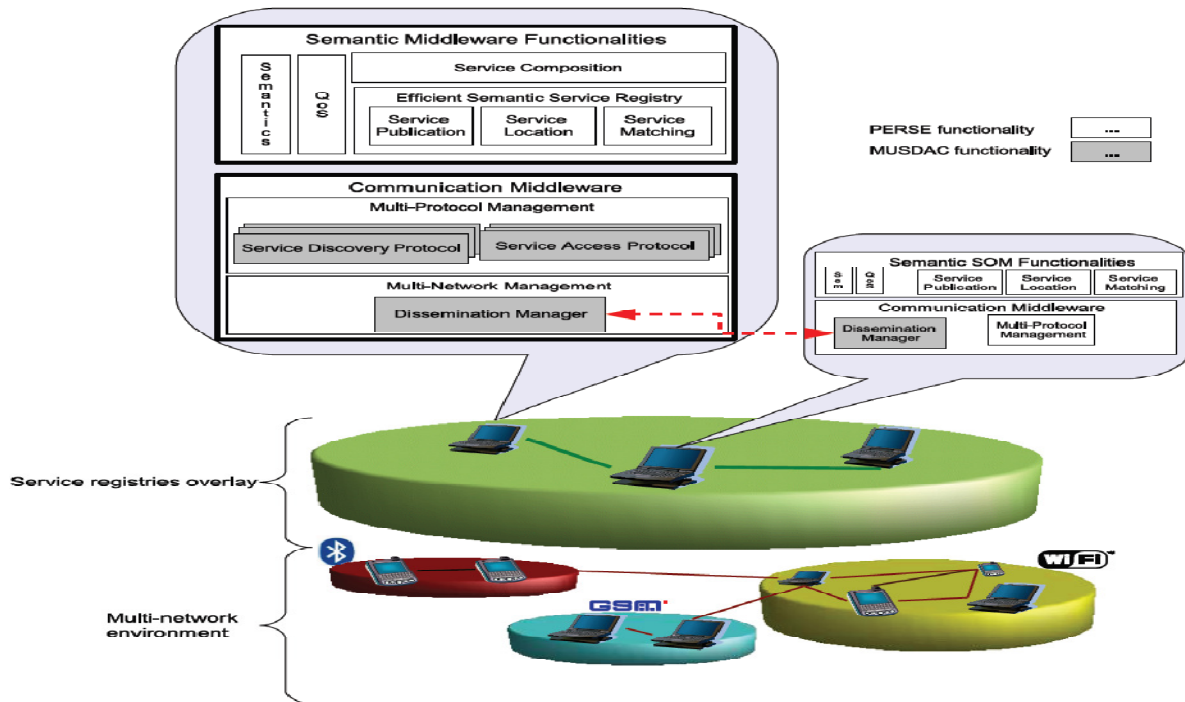 Semantic Middleware Functionalities
Semantics
QoS
Service Composition
Efficient Semantic Service Registry
Service
Publication
Service
Location
Service
Matching
Communication Middleware
Multi-Protocol Management
Service Discovery Protocol
Service Access Protocol
Multi-Network Management
Dissemination Manager
PERSE functionality
...
MUSDAC functionality
...
Semantic SOM Functionalities
Service
Publication
Service
Location
Service
Matching
Communication Middleware
Dissemination
Manager
Multi-Protocol
Management
Service registries overlay
Multi-network
environment
GSM
Wi Fi